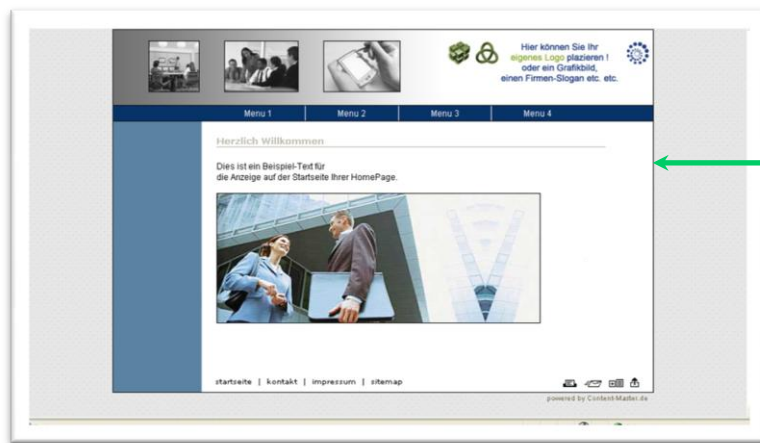 Hier können Sie Ihr
eigenes Logo plazieren !
oder ein Grafikbild,
einen Firmen-Slogan etc. etc.
Menu 1 Menu 2 Menu 3 Menu 4
Herzlich Willkommen
Dies ist ein Beispiel-Text für
die Anzeige auf der Startseite Ihrer HomePage.
startseite | kontakt | impressum | sitemap
powered by Content-Master.de